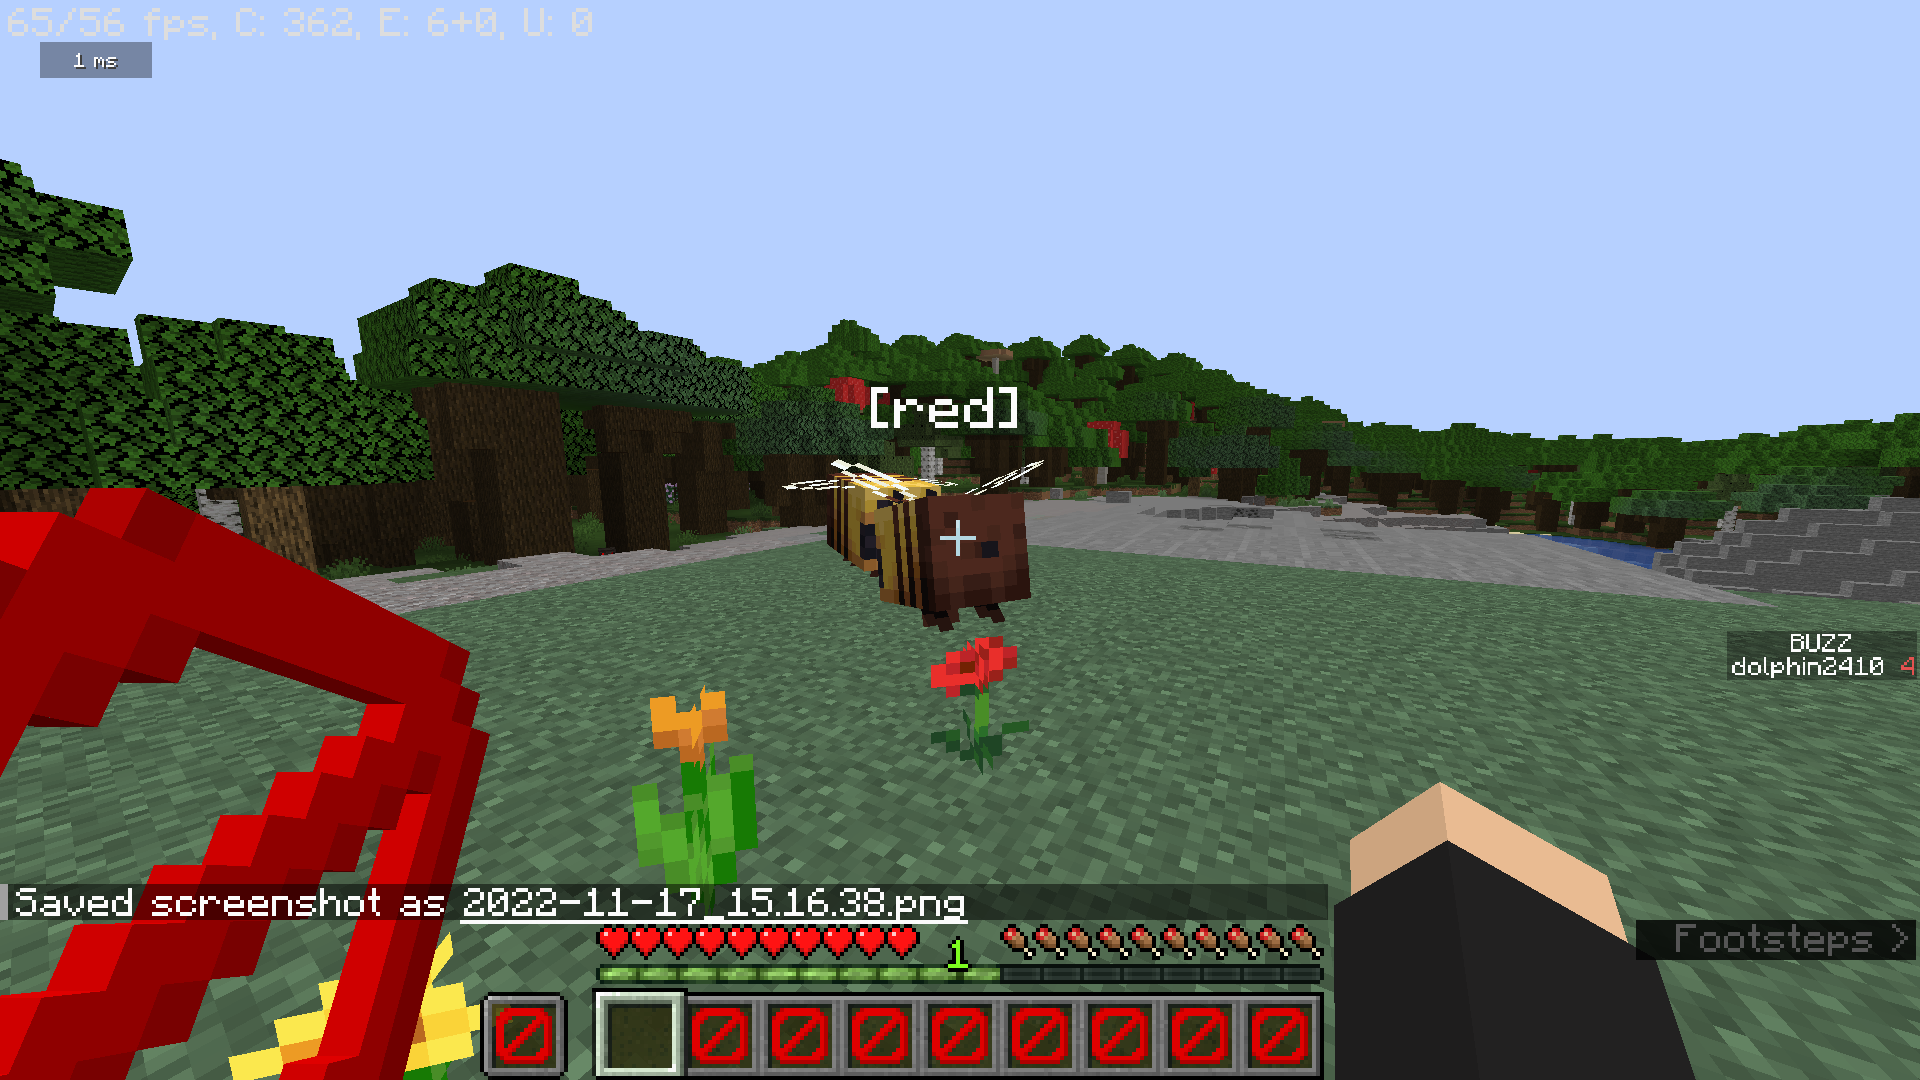 65/56 fps, C: 362, E: 6+0, U: 0
1 ms
[red]
BUZZ
dolphin2410 4
Saved screenshot as 2022-11-17_15.16.38.png
1
Footsteps >